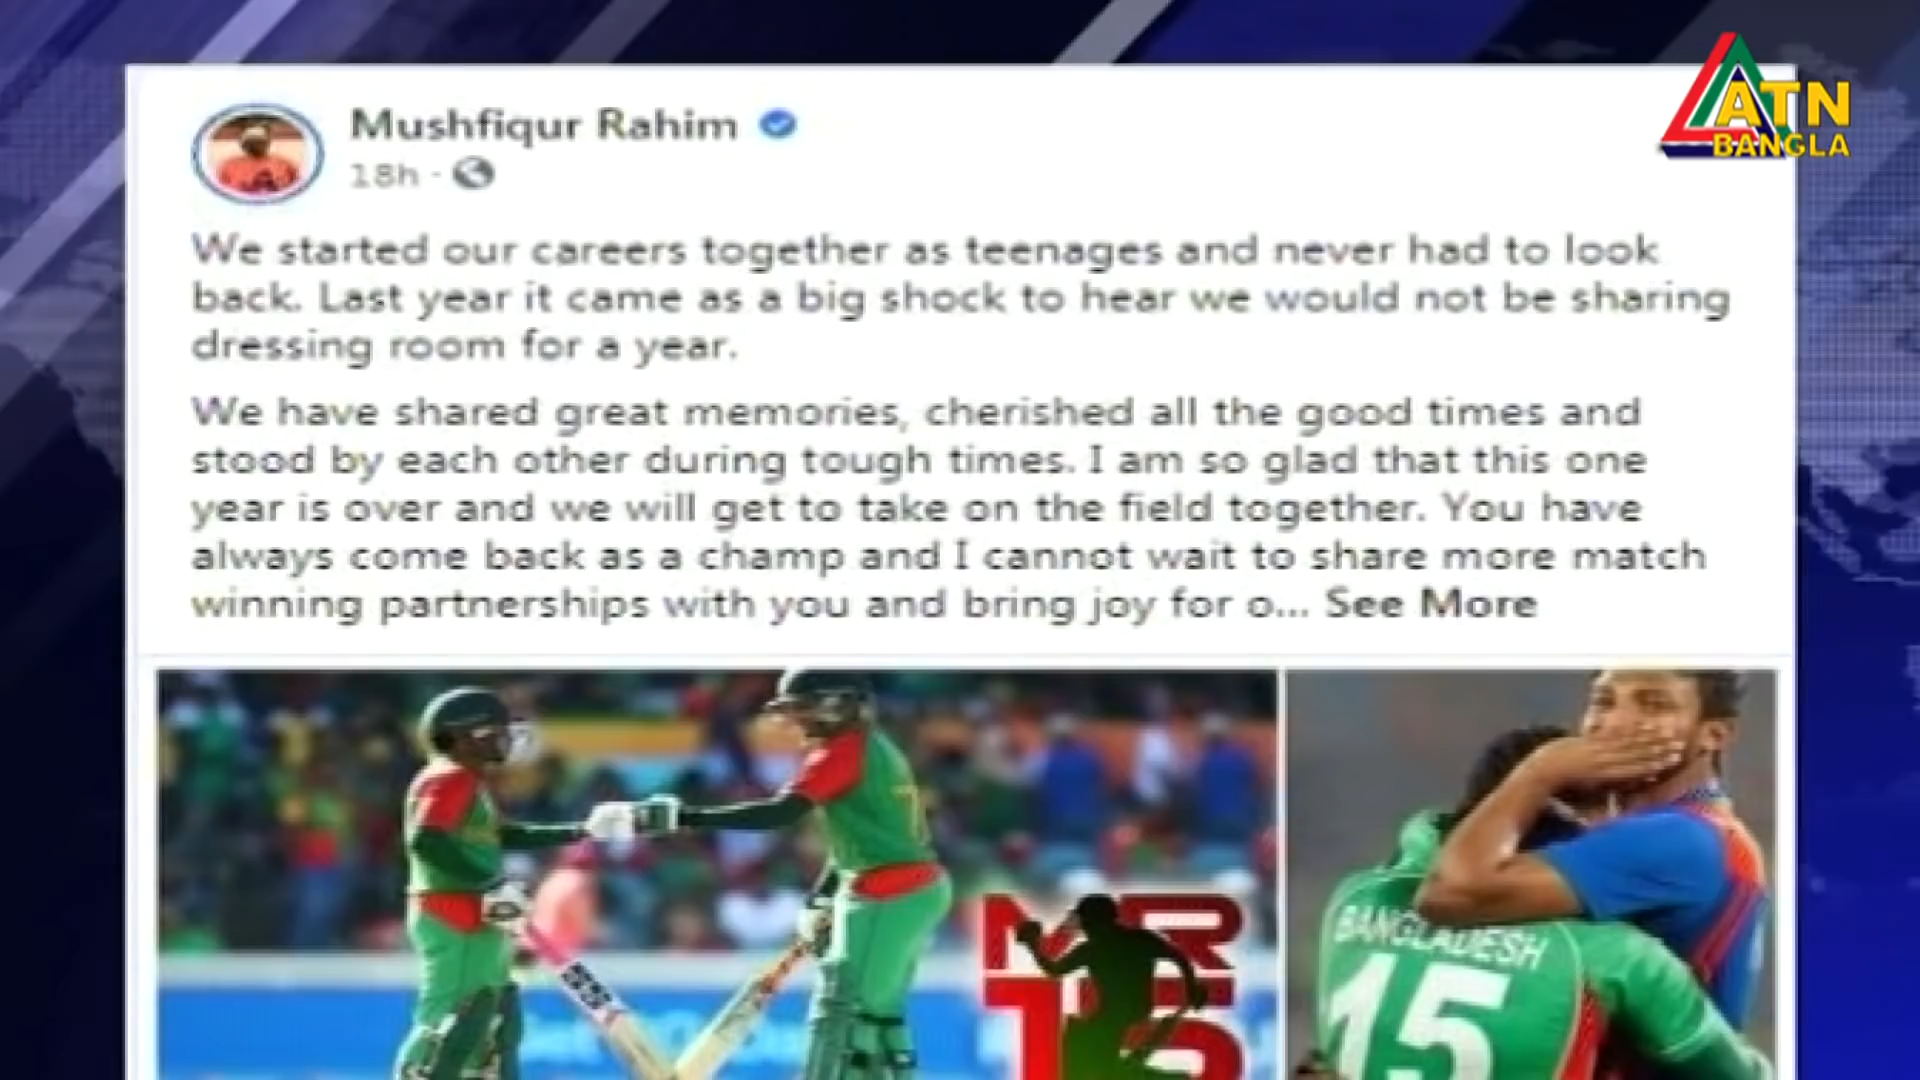 ATN
BANGLA
Mushfiqur Rahim
18h ·
We started our careers together as teenages and never had to look
back. Last year it came as a big shock to hear we would not be sharing
dressing room for a year.
We have shared great memories, cherished all the good times and
stood by each other during tough times. I am so glad that this one
year is over and we will get to take on the field together. You have
always come back as a champ and I cannot wait to share more match
winning partnerships with you and bring joy for o... See More
MR
15
BANGLADESH
15